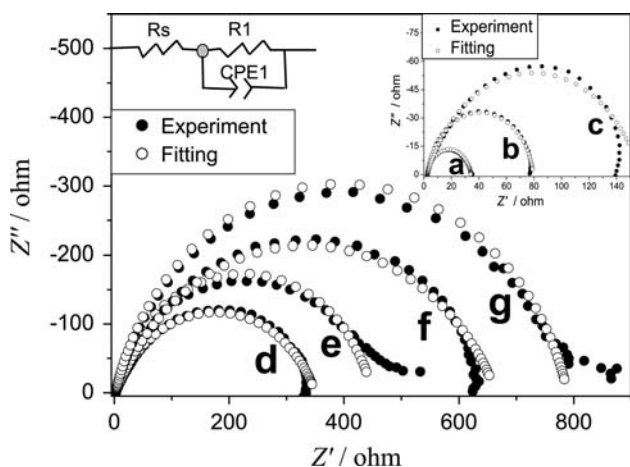 Rs R1
CPE1
Experiment
Fitting
-500
-400
-300
-200
-100
0
Z'' / ohm
0 200 400 600 800
Z' / ohm
d e f g
Experiment
Fitting
-75
-60
-45
-30
-15
0
Z'' / ohm
0 20 40 60 80 100 120 140
Z' / ohm
a b c